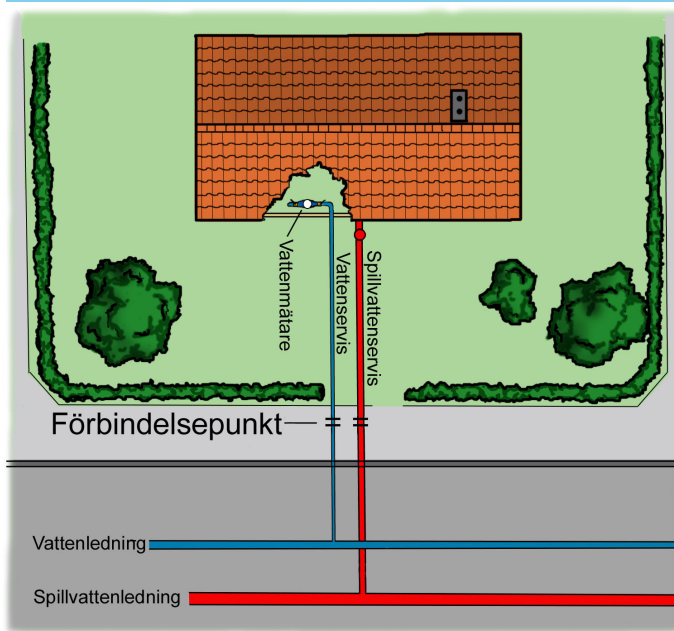 Vattenmätare
Vattenservis
Spillvattenservis
Förbindelsepunkt
Vattenledning
Spillvattenledning